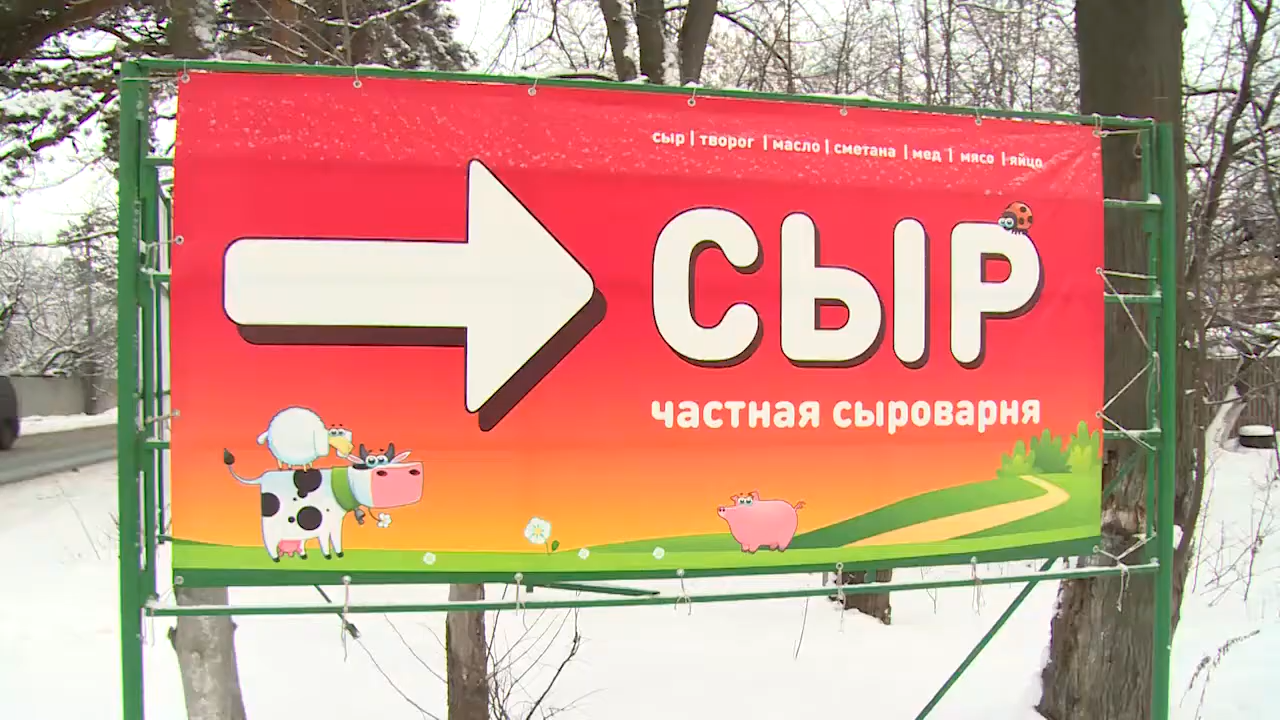 сыр | творог | масло | сметана | мед | мясо | яйцо
СЫР
частная сыроварня